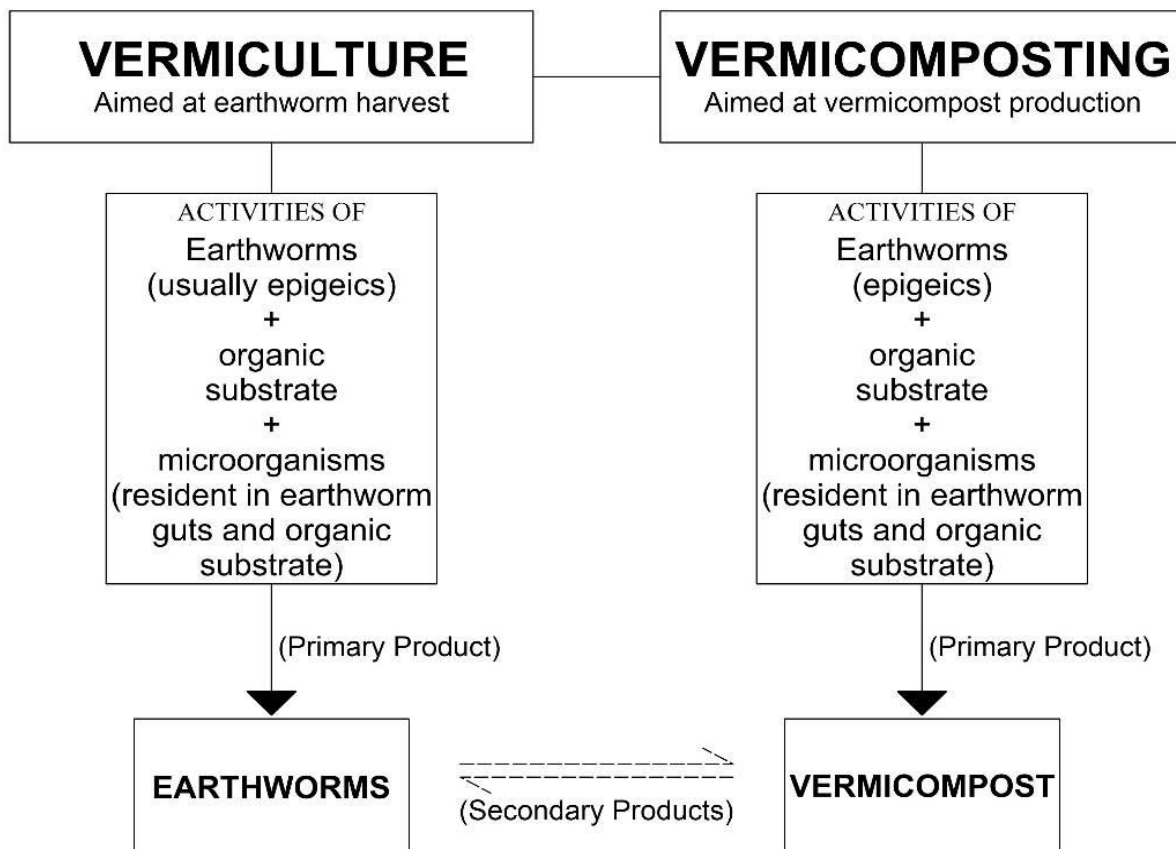 VERMICULTURE
Aimed at earthworm harvest
VERMICOMPOSTING
Aimed at vermicompost production
ACTIVITIES OF
Earthworms
(usually epigeics)
+
organic
substrate
+
microorganisms
(resident in earthworm
guts and organic
substrate)
ACTIVITIES OF
Earthworms
(epigeics)
+
organic
substrate
+
microorganisms
(resident in earthworm
guts and organic
substrate)
(Primary Product)
(Primary Product)
EARTHWORMS
(Secondary Products)
VERMICOMPOST